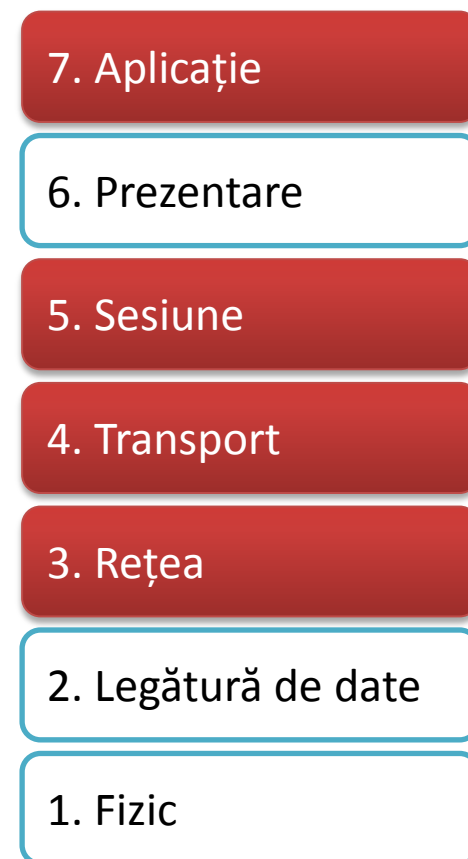 7. Aplicație
6. Prezentare
5. Sesiune
4. Transport
3. Rețea
2. Legătură de date
1. Fizic